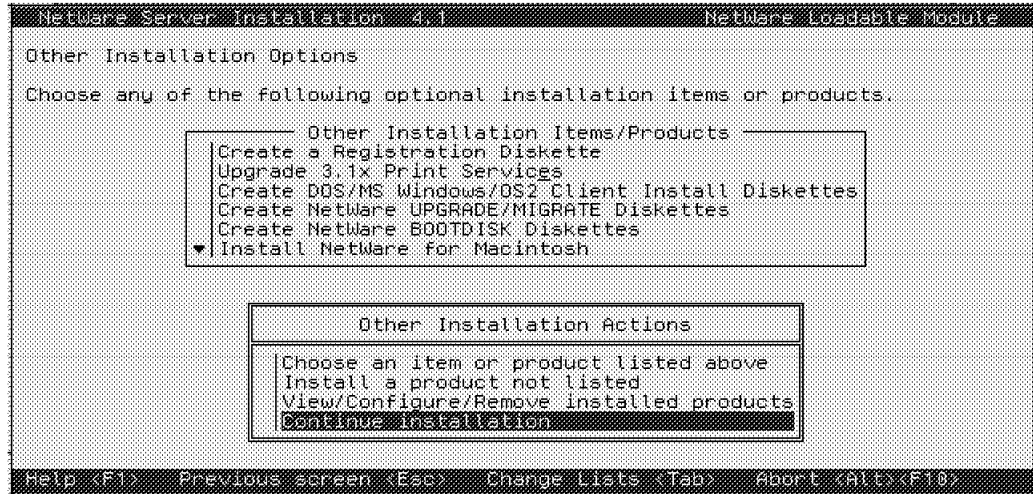 NetWare Server Installation 4.1 NetWare Loadable Module
Other Installation Options
Choose any of the following optional installation items or products.
Other Installation Items/Products
Create a Registration Diskette
Upgrade 3.1x Print Services
Create DOS/MS Windows/OS2 Client Install Diskettes
Create NetWare UPGRADE/MIGRATE Diskettes
Create NetWare BOOTDISK Diskettes
Install NetWare for Macintosh
Other Installation Actions
Choose an item or product listed above
Install a product not listed
View/Configure/Remove installed products
Continue installation
Help <F1> Previous screen <Esc> Change Lists <Tab> Abort <Alt><F10>